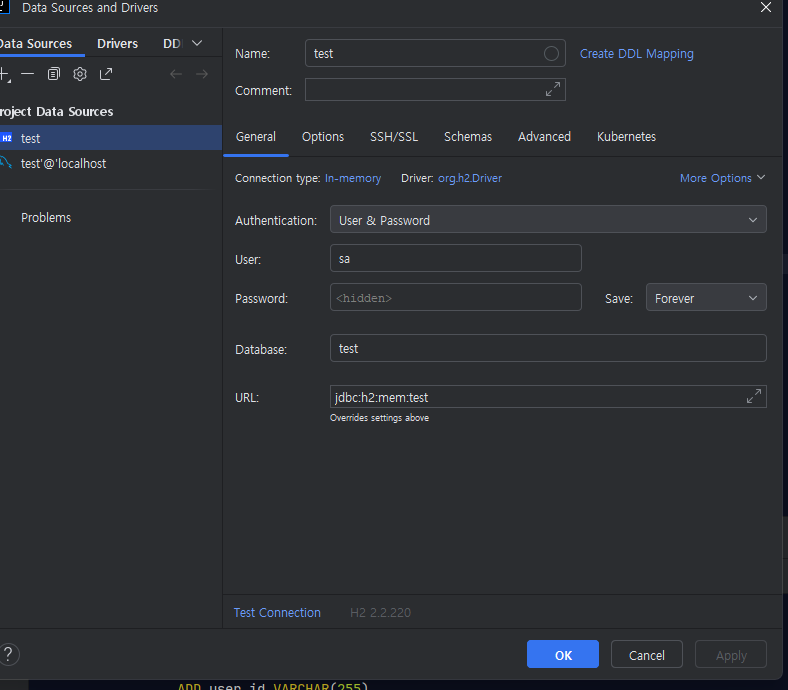 Data Sources and Drivers
Data Sources Drivers DD
Project Data Sources
H2 test
test'@'localhost
Problems
Name: test Create DDL Mapping
Comment:
General Options SSH/SSL Schemas Advanced Kubernetes
Connection type: In-memory Driver: org.h2.Driver More Options
Authentication: User & Password
User: sa
Password: <hidden> Save: Forever
Database: test
URL: jdbc:h2:mem:test
Overrides settings above
Test Connection H2 2.2.220
? OK Cancel Apply
ADD user_id VARCHAR(255)